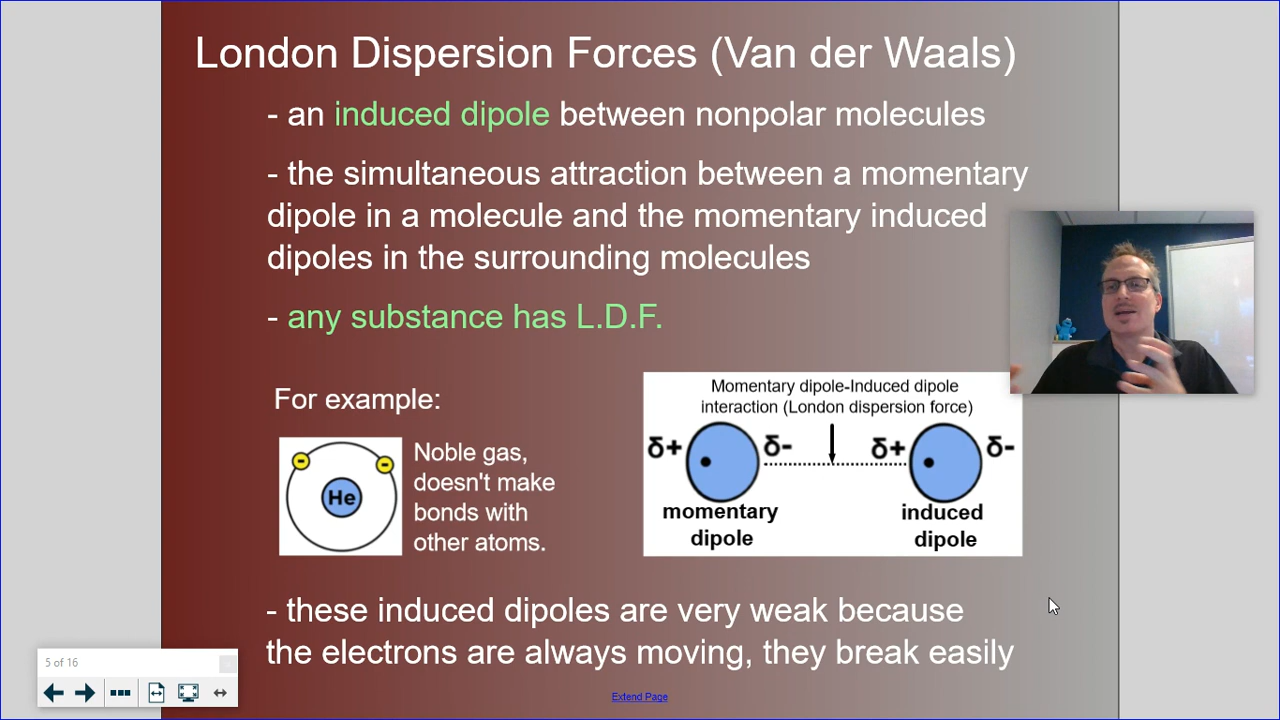 London Dispersion Forces (Van der Waals)
- an induced dipole between nonpolar molecules
- the simultaneous attraction between a momentary
dipole in a molecule and the momentary induced
dipoles in the surrounding molecules
- any substance has L.D.F.
For example:
He
- -
Noble gas,
doesn't make
bonds with
other atoms.
Momentary dipole-Induced dipole
interaction (London dispersion force)
δ+ δ- δ+ δ-
momentary
dipole
induced
dipole
- these induced dipoles are very weak because
the electrons are always moving, they break easily
5 of 16
Extend Page